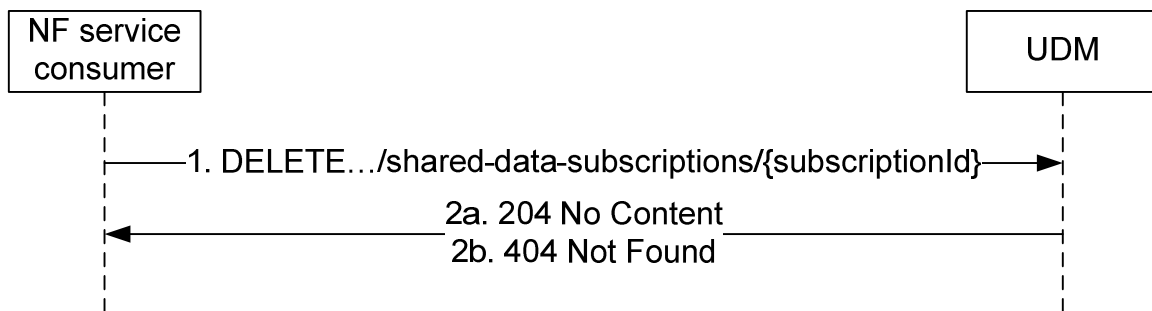 NF service
consumer
UDM
1. DELETE…/shared-data-subscriptions/{subscriptionId}
2a. 204 No Content
2b. 404 Not Found